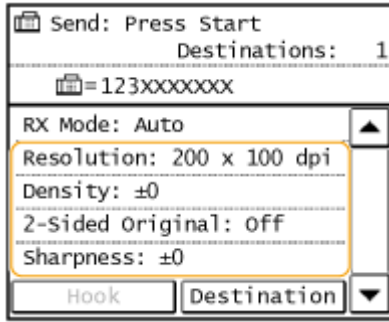 Send: Press Start
Destinations: 1
=123XXXXXXX
RX Mode: Auto
Resolution: 200 x 100 dpi
Density: ±0
2-Sided Original: Off
Sharpness: ±0
Hook
Destination